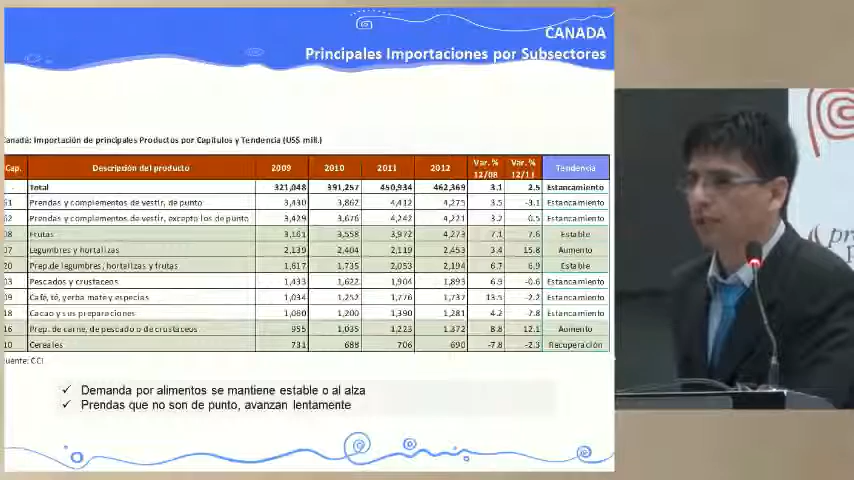 CANADA
Principales Importaciones por Subsectores
Canadá: Importación de principales Productos por Capítulos y Tendencia (US$ mill.)
Cap. Descripción del producto 2009 2010 2011 2012 Var. % 12/08 Var. % 12/11 Tendencia
- Total 321,048 391,257 450,934 462,369 3.1 2.5 Estancamiento
61 Prendas y complementos de vestir, de punto 3,430 3,862 4,412 4,275 3.5 -3.1 Estancamiento
62 Prendas y complementos de vestir, excepto los de punto 3,429 3,676 4,242 4,221 3.2 -0.5 Estancamiento
08 Frutas 3,161 3,558 3,972 4,273 7.1 7.6 Estable
07 Legumbres y hortalizas 2,139 2,404 2,119 2,453 3.4 15.8 Aumento
20 Prep.de legumbres, hortalizas y frutas 1,617 1,735 2,053 2,194 6.7 6.9 Estable
03 Pescados y crustaceos 1,433 1,622 1,904 1,893 6.9 -0.6 Estancamiento
09 Café, té, yerba mate y especias 1,034 1,252 1,776 1,737 13.5 -2.2 Estancamiento
18 Cacao y sus preparaciones 1,060 1,200 1,390 1,281 4.2 -7.8 Estancamiento
16 Prep. de carne, de pescado o de crustaceos 955 1,035 1,223 1,372 8.8 12.1 Aumento
10 Cereales 731 688 706 690 -7.8 -2.3 Recuperación
uente: CCI
✓ Demanda por alimentos se mantiene estable o al alza
✓ Prendas que no son de punto, avanzan lentamente